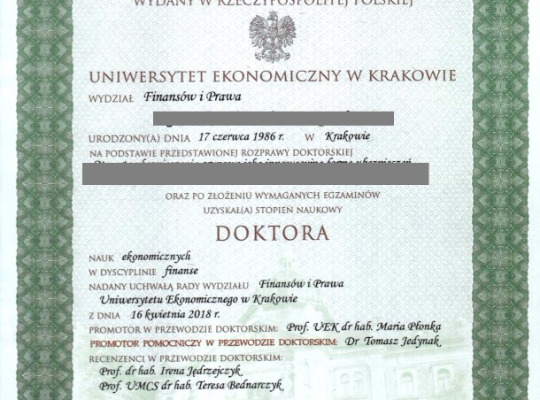 WYDANY W RZECZYPOSPOLITEJ POLSKIEJ
UNIWERSYTET EKONOMICZNY W KRAKOWIE
WYDZIAŁ Finansów i Prawa
URODZONY(A) DNIA 17 czerwca 1986 r. W Krakowie
NA PODSTAWIE PRZEDSTAWIONEJ ROZPRAWY DOKTORSKIEJ
ORAZ PO ZŁOŻENIU WYMAGANYCH EGZAMINÓW
UZYSKAŁ(A) STOPIEŃ NAUKOWY
DOKTORA
NAUK ekonomicznych
W DYSCYPLINIE finanse
NADANY UCHWAŁĄ RADY WYDZIAŁU Finansów i Prawa
Uniwersytetu Ekonomicznego w Krakowie
Z DNIA 16 kwietnia 2018 r.
PROMOTOR W PRZEWODZIE DOKTORSKIM: Prof. UEK dr hab. Maria Płonka
PROMOTOR POMOCNICZY W PRZEWODZIE DOKTORSKIM: Dr Tomasz Jedynak
RECENZENCI W PRZEWODZIE DOKTORSKIM:
Prof. dr hab. Irena Jędrzejczyk
Prof. UMCS dr hab. Teresa Bednarczyk